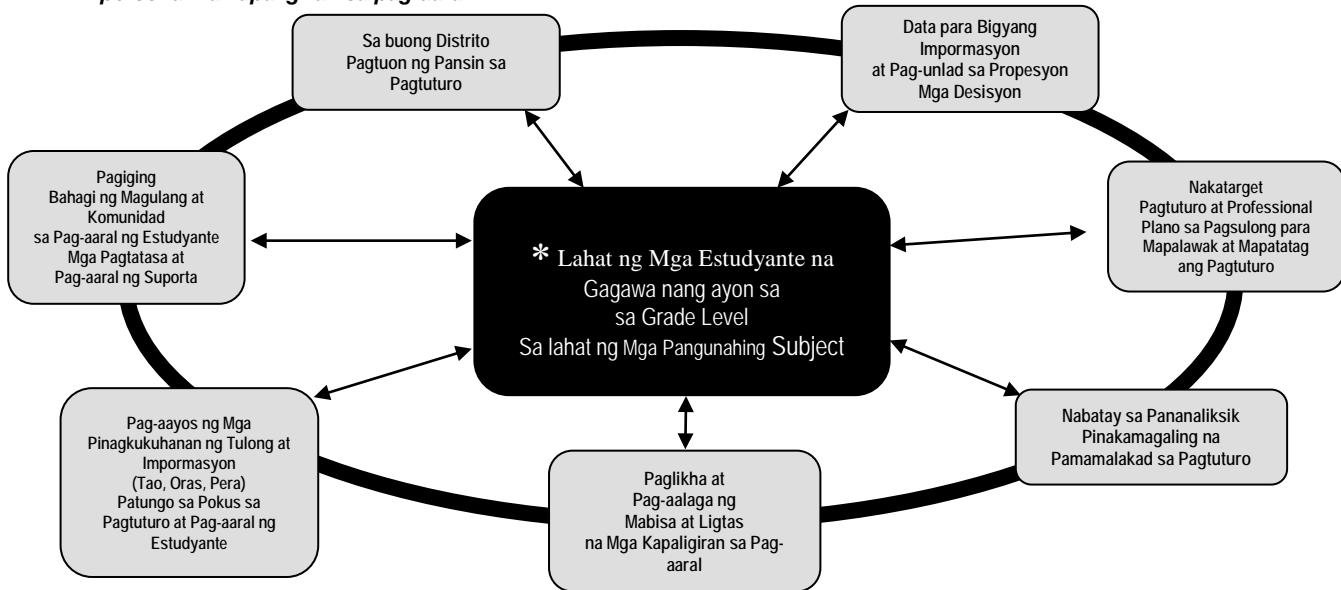 Sa buong Distrito
Pagtuon ng Pansin sa
Pagtuturo
Data para Bigyang
Impormasyon
at Pag-unlad sa Propesyon
Mga Desisyon
Pagiging
Bahagi ng Magulang at
Komunidad
sa Pag-aaral ng Estudyante
Mga Pagtatasa at
Pag-aaral ng Suporta
* Lahat ng Mga Estudyante na
Gagawa nang ayon sa
sa Grade Level
Sa lahat ng Mga Pangunahing Subject
Nakatarget
Pagtuturo at Professional
Plano sa Pagsulong para
Mapalawak at Mapatatag
ang Pagtuturo
Pag-aayos ng Mga
Pinagkukuhanan ng Tulong at
Impormasyon
(Tao, Oras, Pera)
Patungo sa Pokus sa
Pagtuturo at Pag-aaral ng
Estudyante
Paglikha at
Pag-aalaga ng
Mabisa at Ligtas
na Mga Kapaligiran sa Pag-
aaral
Nabatay sa Pananaliksik
Pinakamagaling na
Pamamalakad sa Pagtuturo